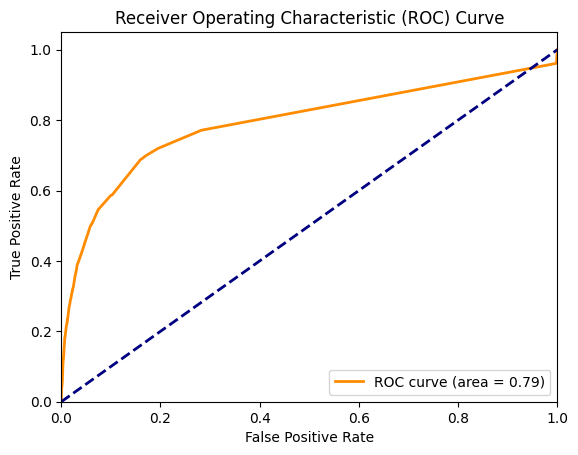 Receiver Operating Characteristic (ROC) Curve
1.0
0.8
0.6
0.4
0.2
0.0
True Positive Rate
ROC curve (area = 0.79)
0.0 0.2 0.4 0.6 0.8 1.0
False Positive Rate